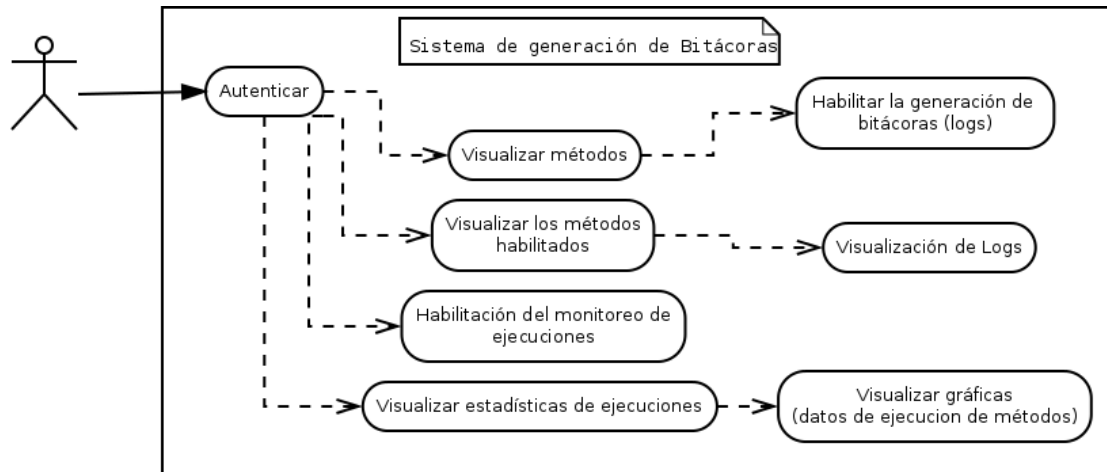 Sistema de generación de Bitácoras
Autenticar
Habilitar la generación de
bitácoras (logs)
Visualizar métodos
Visualizar los métodos
habilitados
Visualización de Logs
Habilitación del monitoreo de
ejecuciones
Visualizar estadísticas de ejecuciones
Visualizar gráficas
(datos de ejecucion de métodos)